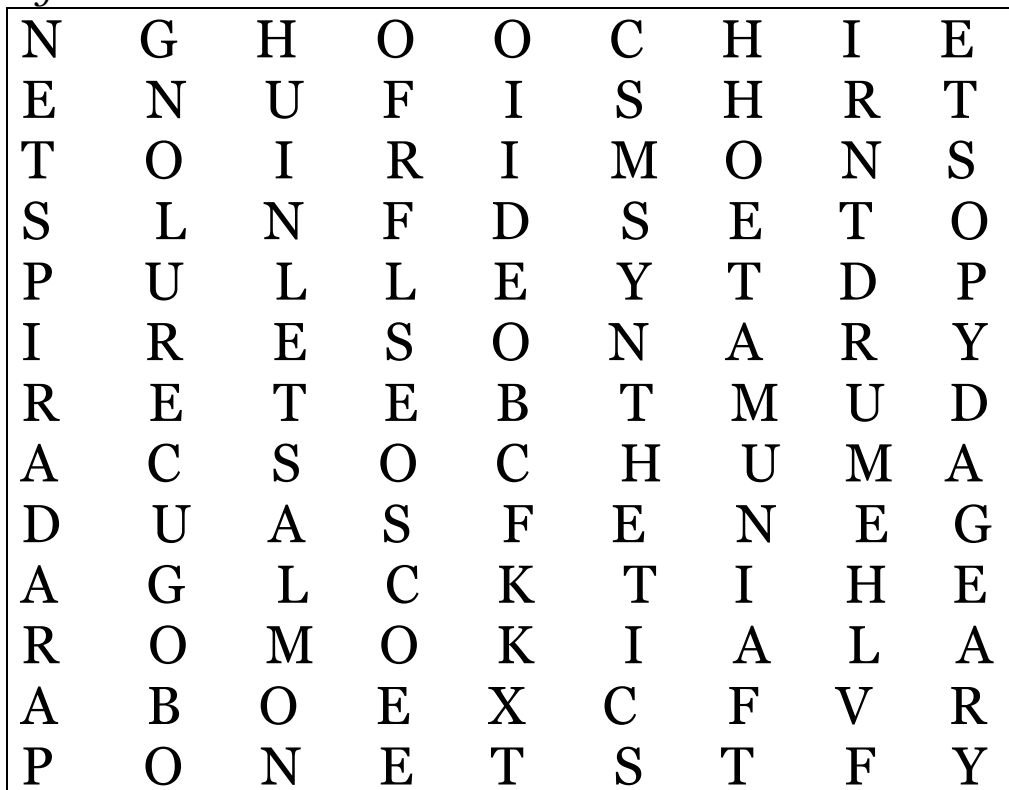 N G H O O C H I E
E N U F I S H R T
T O I R I M O N S
S L N F D S E T O
P U L L E Y T D P
I R E S O N A R Y
R E T E B T M U D
A C S O C H U M A
D U A S F E N E G
A G L C K T I H E
R O M O K I A L A
A B O E X C F V R
P O N E T S T F Y